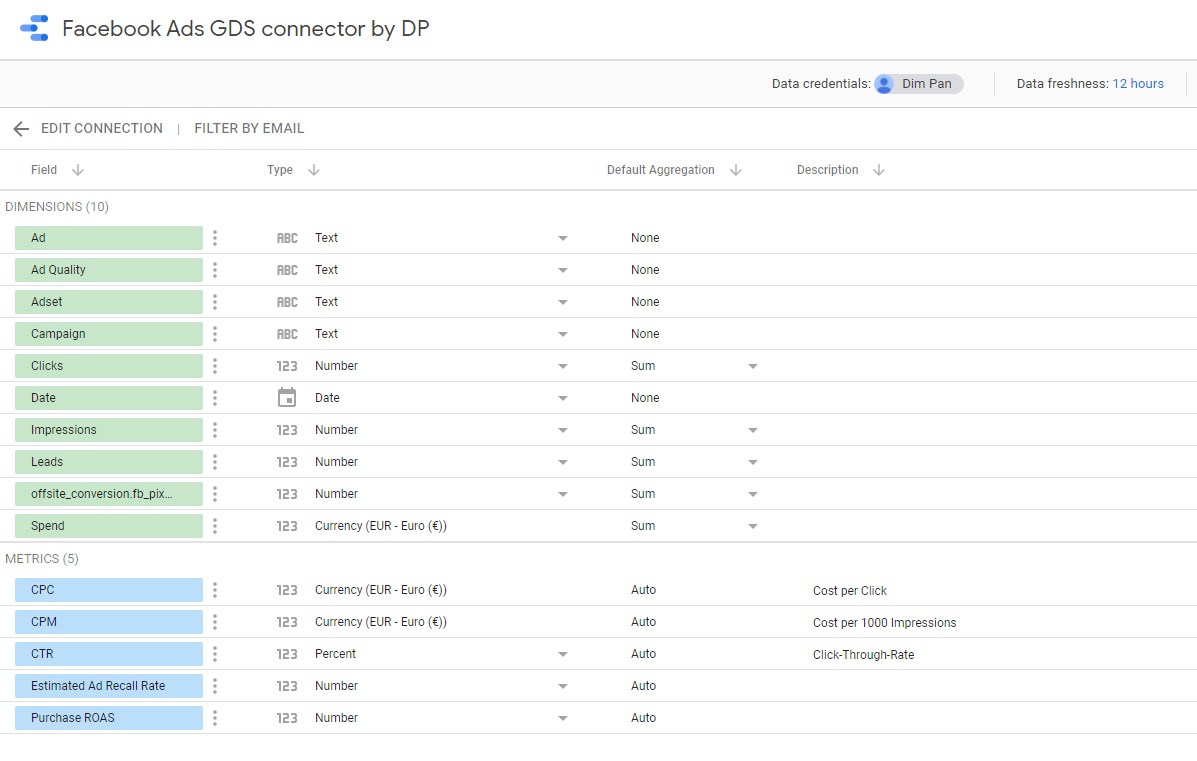 Facebook Ads GDS connector by DP
Data credentials: Dim Pan Data freshness: 12 hours
EDIT CONNECTION | FILTER BY EMAIL
Field Type Default Aggregation Description
DIMENSIONS (10)
Ad ABC Text None
Ad Quality ABC Text None
Adset ABC Text None
Campaign ABC Text None
Clicks 123 Number Sum
Date Date None
Impressions 123 Number Sum
Leads 123 Number Sum
offsite_conversion.fb_pix... 123 Number Sum
Spend 123 Currency (EUR - Euro (€)) Sum
METRICS (5)
CPC 123 Currency (EUR - Euro (€)) Auto Cost per Click
CPM 123 Currency (EUR - Euro (€)) Auto Cost per 1000 Impressions
CTR 123 Percent Auto Click-Through-Rate
Estimated Ad Recall Rate 123 Number Auto
Purchase ROAS 123 Number Auto